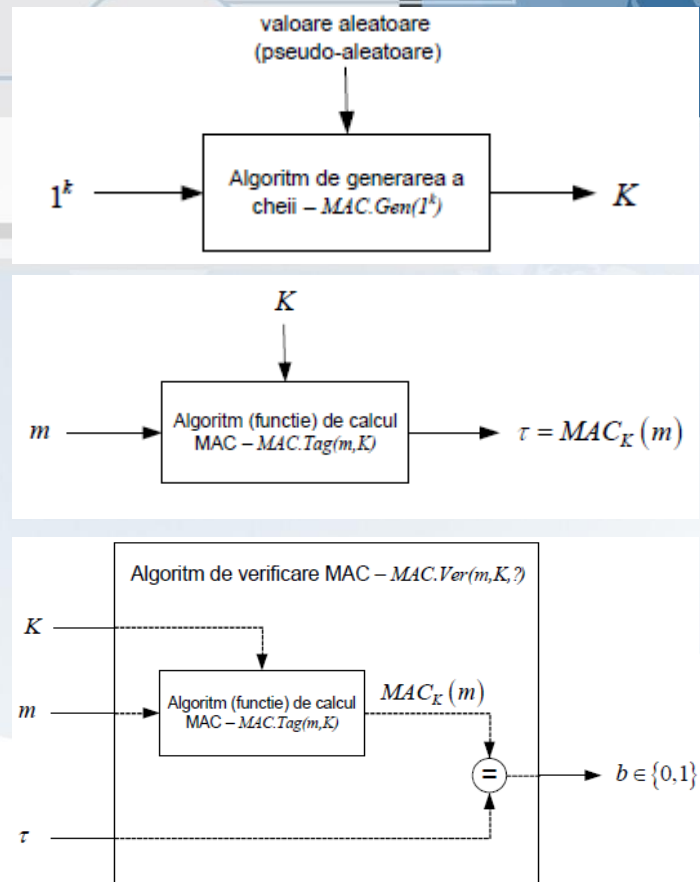 valoare aleatoare
(pseudo-aleatoare)
1^k
Algoritm de generarea a
cheii – MAC.Gen(1^k)
K
K
m
Algoritm (functie) de calcul
MAC – MAC.Tag(m,K)
τ = MAC_K (m)
Algoritm de verificare MAC – MAC.Ver(m,K,?)
K
MAC_K (m)
m
Algoritm (functie) de calcul
MAC – MAC.Tag(m,K)
=
b ∈ {0,1}
τ